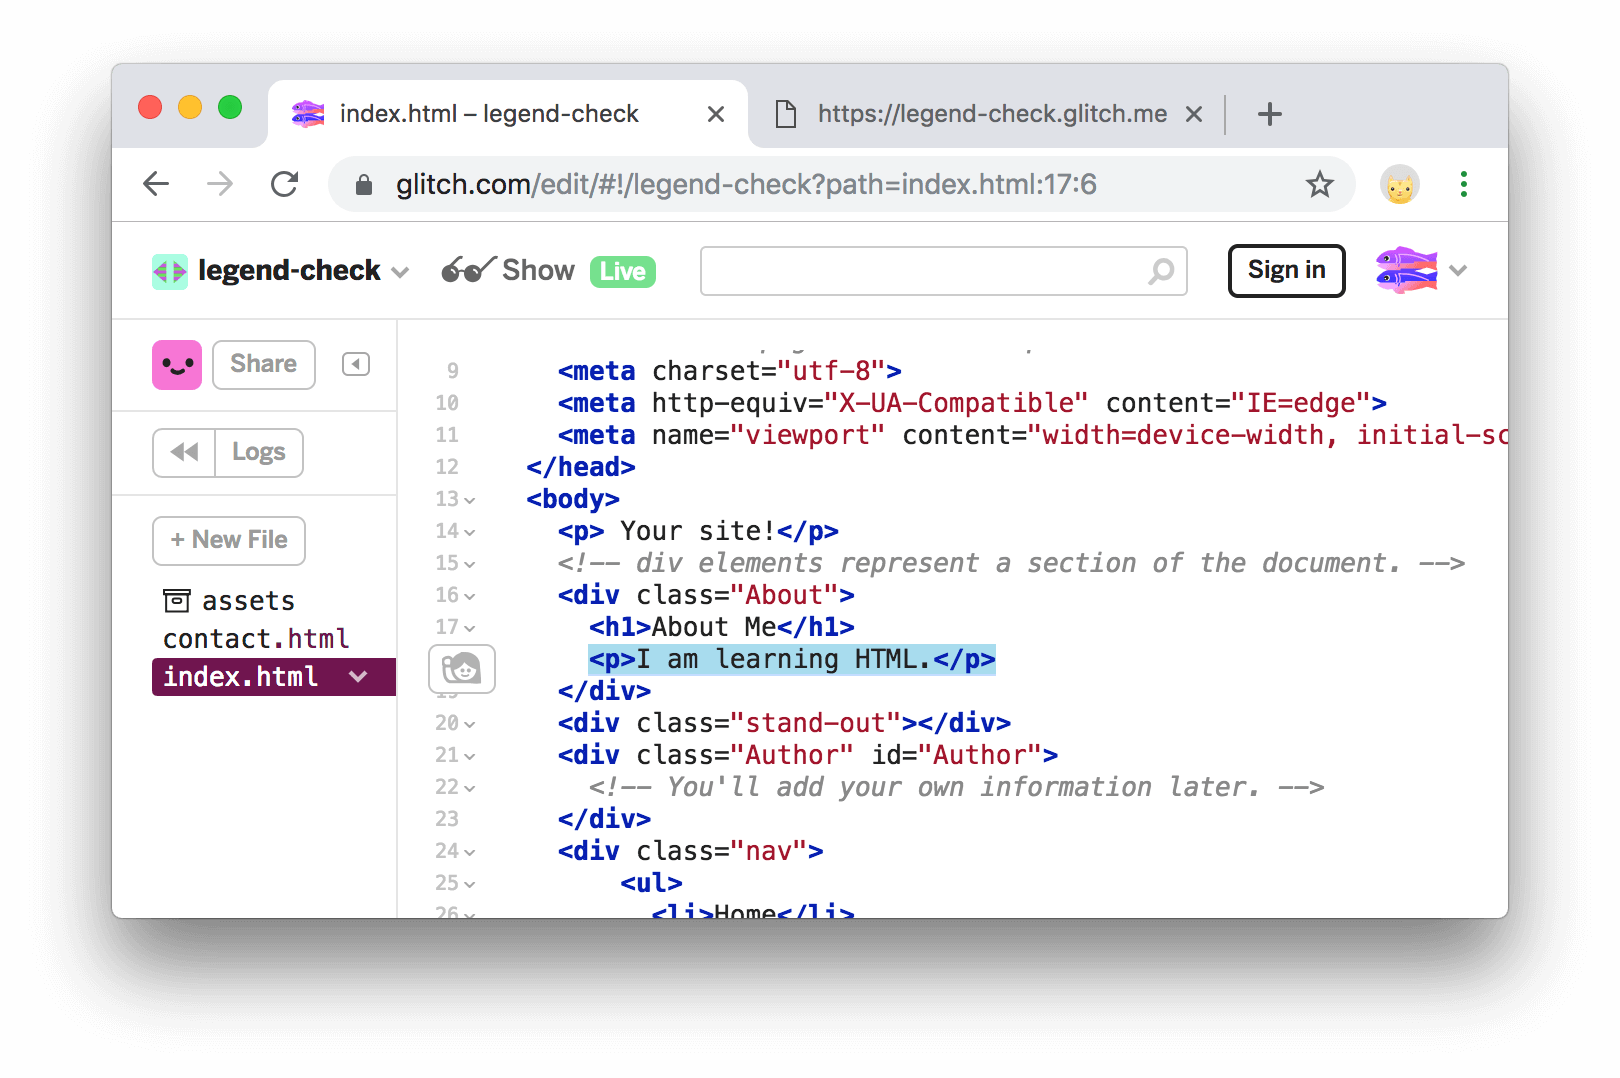 index.html – legend-check
https://legend-check.glitch.me
glitch.com/edit/#!/legend-check?path=index.html:17:6
legend-check
Show Live
Sign in
Share
Logs
+ New File
assets
contact.html
index.html
9 <meta charset="utf-8">
10 <meta http-equiv="X-UA-Compatible" content="IE=edge">
11 <meta name="viewport" content="width=device-width, initial-sc
12 </head>
13 <body>
14 <p> Your site!</p>
15 <!-- div elements represent a section of the document. -->
16 <div class="About">
17 <h1>About Me</h1>
<p>I am learning HTML.</p>
19 </div>
20 <div class="stand-out"></div>
21 <div class="Author" id="Author">
22 <!-- You'll add your own information later. -->
23 </div>
24 <div class="nav">
25 <ul>
26 <li>Home</li>